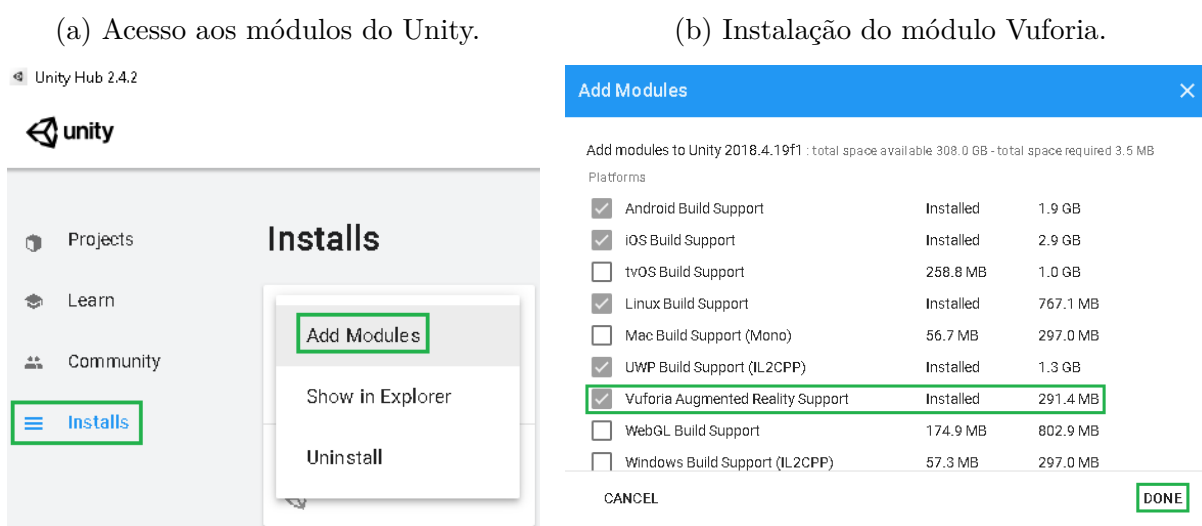 (a) Acesso aos módulos do Unity.
Unity Hub 2.4.2
unity
Projects
Learn
Community
Installs
Installs
Add Modules
Show in Explorer
Uninstall
(b) Instalação do módulo Vuforia.
Add Modules
Add modules to Unity 2018.4.19f1 : total space available 308.0 GB - total space required 3.5 MB
Platforms
Android Build Support Installed 1.9 GB
iOS Build Support Installed 2.9 GB
tvOS Build Support 258.8 MB 1.0 GB
Linux Build Support Installed 767.1 MB
Mac Build Support (Mono) 56.7 MB 297.0 MB
UWP Build Support (IL2CPP) Installed 1.3 GB
Vuforia Augmented Reality Support Installed 291.4 MB
WebGL Build Support 174.9 MB 802.9 MB
Windows Build Support (IL2CPP) 57.3 MB 297.0 MB
CANCEL DONE